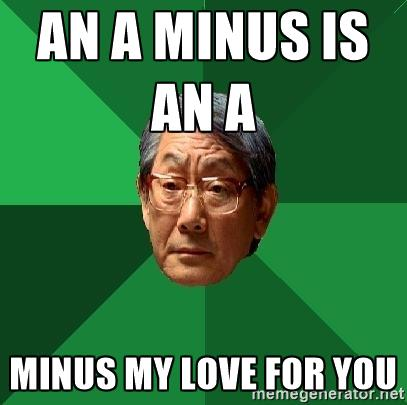 AN A MINUS IS
AN A
MINUS MY LOVE FOR YOU
memegenerator.net